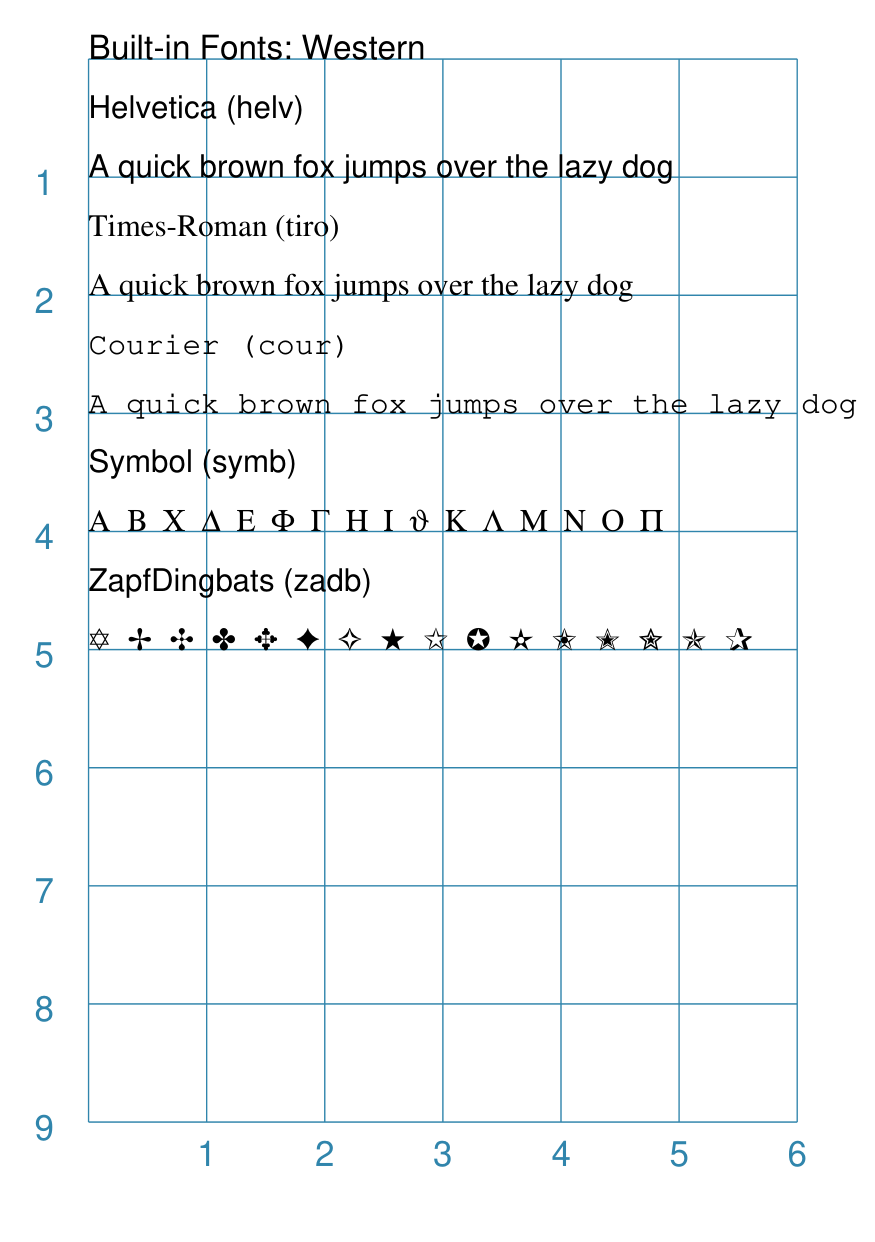 Built-in Fonts: Western
Helvetica (helv)
A quick brown fox jumps over the lazy dog
1
Times-Roman (tiro)
A quick brown fox jumps over the lazy dog
2
Courier (cour)
A quick brown fox jumps over the lazy dog
3
Symbol (symb)
Α Β Χ Δ Ε Φ Γ Η Ι ϑ Κ Λ Μ Ν Ο Π
4
ZapfDingbats (zadb)
✡ ✢ ✣ ✤ ✥ ✦ ✧ ★ ✩ ✪ ✫ ✬ ✭ ✮ ✯ ✰
5
6
7
8
9
1 2 3 4 5 6